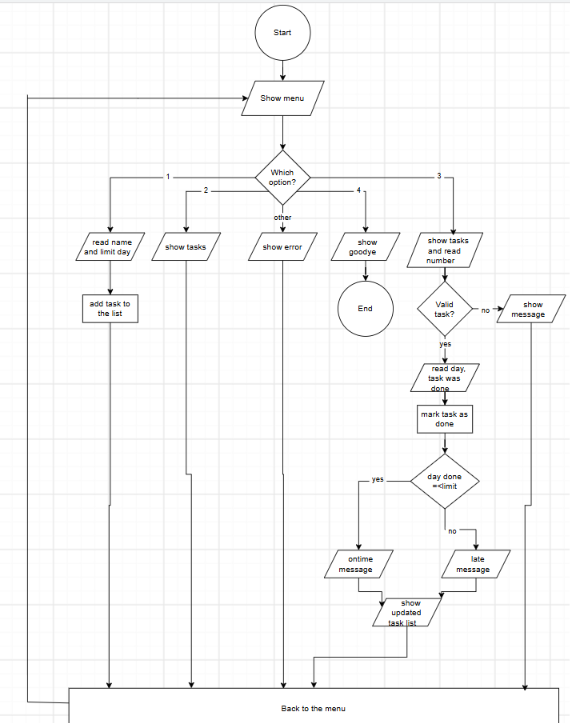 Start
Show menu
Which
option?
1
2
other
4
3
read name
and limit day
show tasks
show error
show
goodye
show tasks
and read
number
add task to
the list
End
Valid
task?
no
show
message
yes
read day,
task was
done
mark task as
done
day done
=<limit
yes
no
ontime
message
late
message
show
updated
task list
Back to the menu